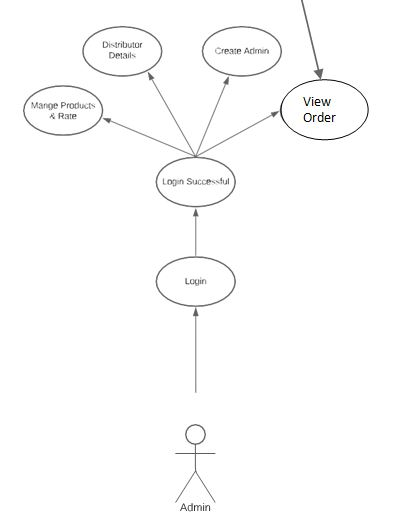 Distributor
Details
Create Admin
Mange Products
& Rate
View
Order
Login Successful
Login
Admin